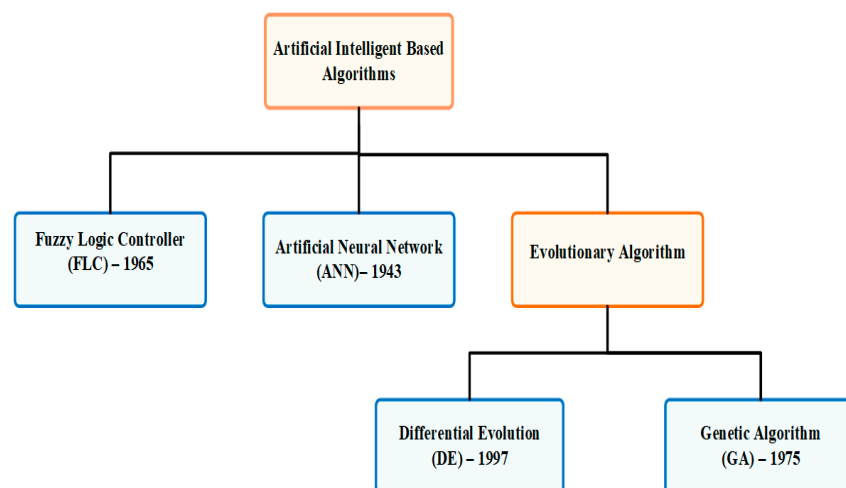 Artificial Intelligent Based
Algorithms
Fuzzy Logic Controller
(FLC) – 1965
Artificial Neural Network
(ANN)– 1943
Evolutionary Algorithm
Differential Evolution
(DE) – 1997
Genetic Algorithm
(GA) – 1975